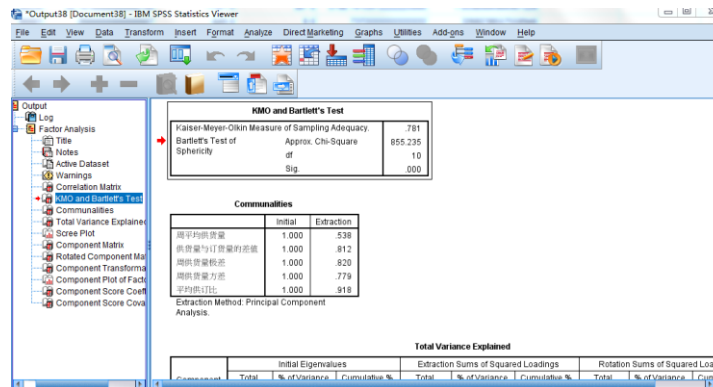 *Output38 [Document38] - IBM SPSS Statistics Viewer
File Edit View Data Transform Insert Format Analyze Direct Marketing Graphs Utilities Add-ons Window Help
Output
Log
Factor Analysis
Title
Notes
Active Dataset
Warnings
Correlation Matrix
KMO and Bartlett's Test
Communalities
Total Variance Explained
Scree Plot
Component Matrix
Rotated Component Ma
Component Transforma
Component Plot of Facto
Component Score Coeff
Component Score Cova
KMO and Bartlett's Test
Kaiser-Meyer-Olkin Measure of Sampling Adequacy. .781
Bartlett's Test of Sphericity Approx. Chi-Square 855.235
df 10
Sig. .000
Communalities
Initial Extraction
周平均供货量 1.000 .538
供货量与订货量的差值 1.000 .812
周供货量极差 1.000 .820
周供货量方差 1.000 .779
平均供订比 1.000 .918
Extraction Method: Principal Component
Analysis.
Total Variance Explained
Initial Eigenvalues Extraction Sums of Squared Loadings Rotation Sums of Squared Loa
Component Total % of Variance Cumulative % Total % of Variance Cumulative % Total % of Variance Cum